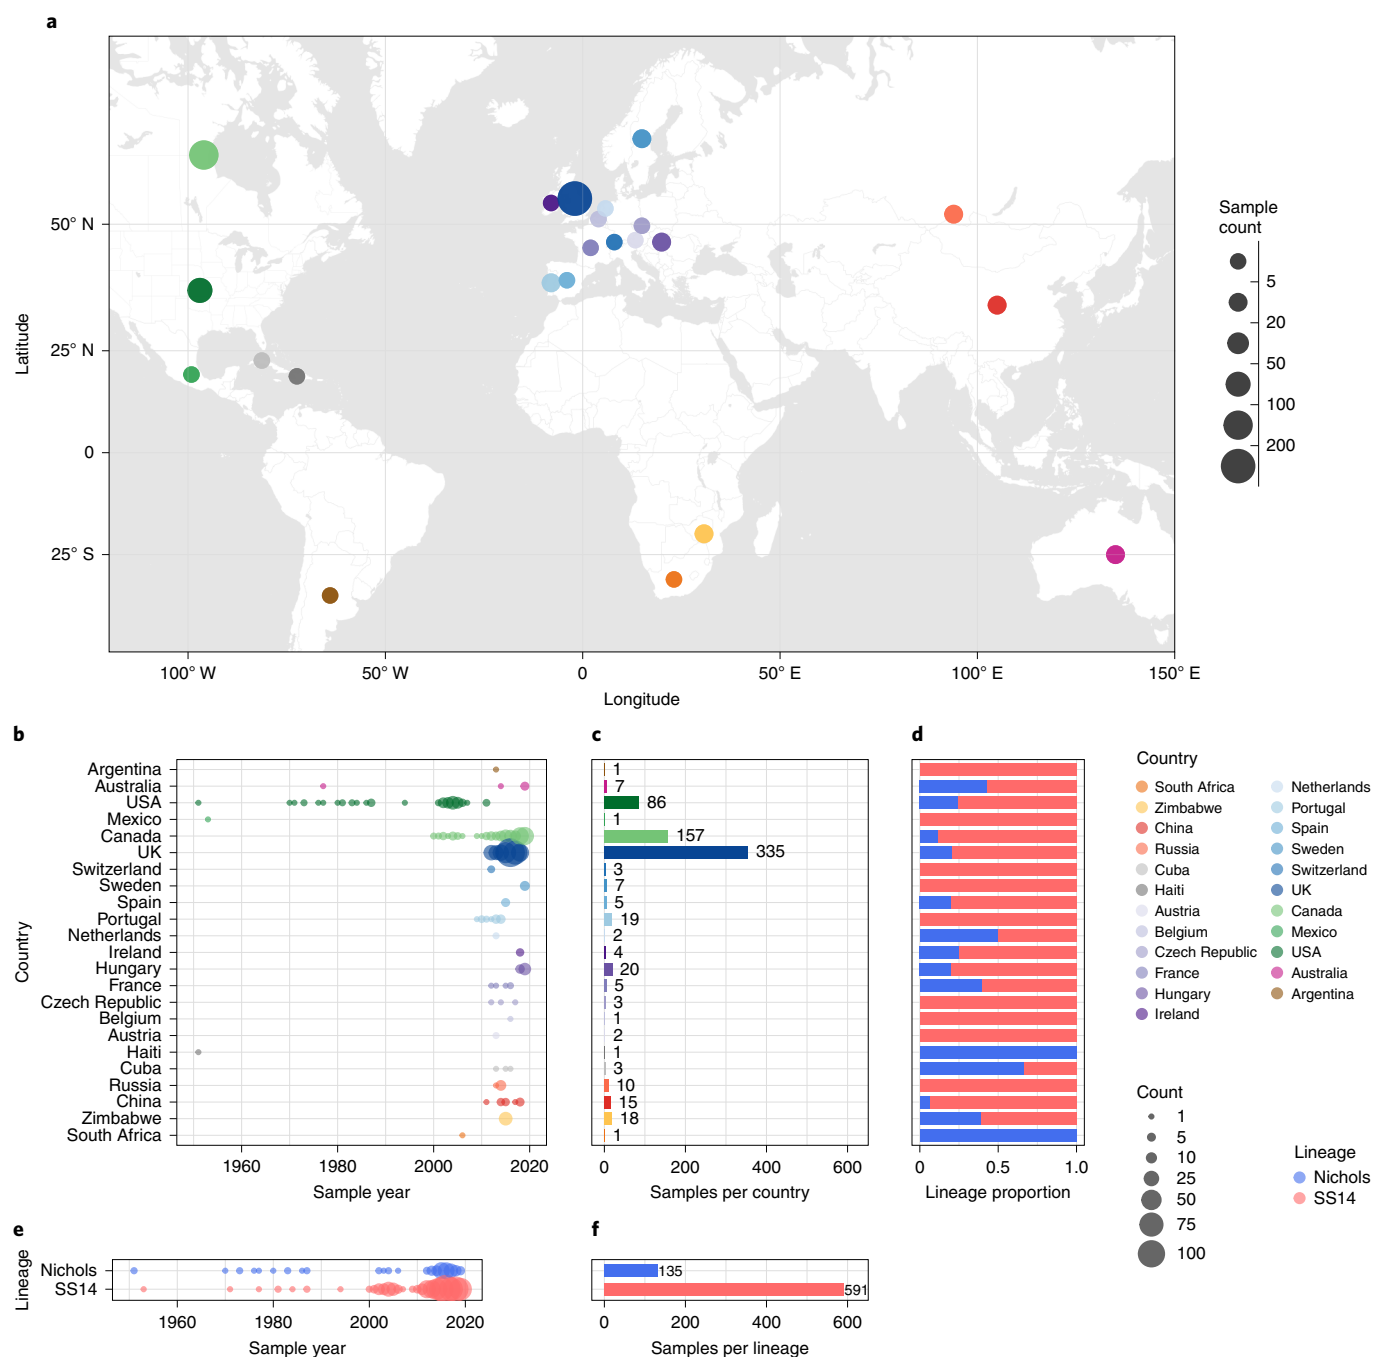 a
50° N
25° N
0
25° S
Latitude
100° W
50° W
0
50° E
100° E
150° E
Longitude
Sample
count
5
20
50
100
200
b
Argentina
Australia
USA
Mexico
Canada
UK
Switzerland
Sweden
Spain
Portugal
Netherlands
Ireland
Hungary
France
Czech Republic
Belgium
Austria
Haiti
Cuba
Russia
China
Zimbabwe
South Africa
Country
1960
1980
2000
2020
Sample year
c
1
7
86
1
157
335
3
7
5
19
2
4
20
5
3
1
2
1
3
10
15
18
1
0
200
400
600
Samples per country
d
0
0.5
1.0
Lineage proportion
Country
South Africa
Zimbabwe
China
Russia
Cuba
Haiti
Austria
Belgium
Czech Republic
France
Hungary
Ireland
Netherlands
Portugal
Spain
Sweden
Switzerland
UK
Canada
Mexico
USA
Australia
Argentina
Count
1
5
10
25
50
75
100
Lineage
Nichols
SS14
e
Nichols
SS14
Lineage
1960
1980
2000
2020
Sample year
f
135
591
0
200
400
600
Samples per lineage